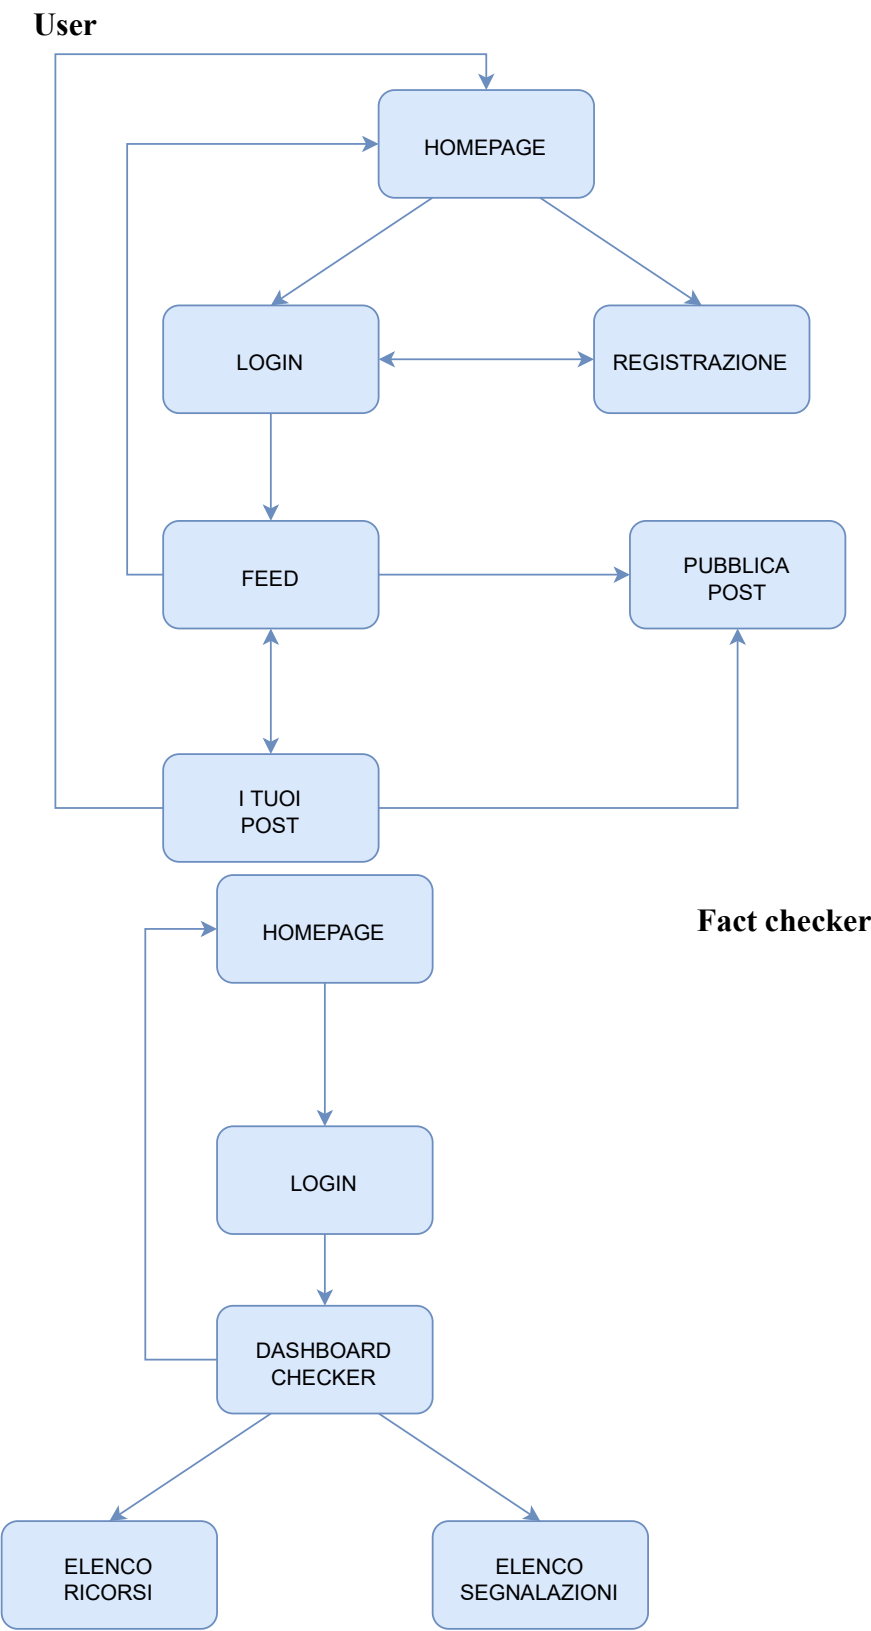 User
HOMEPAGE
LOGIN
REGISTRAZIONE
FEED
PUBBLICA
POST
I TUOI
POST
HOMEPAGE
Fact checker
LOGIN
DASHBOARD
CHECKER
ELENCO
RICORSI
ELENCO
SEGNALAZIONI